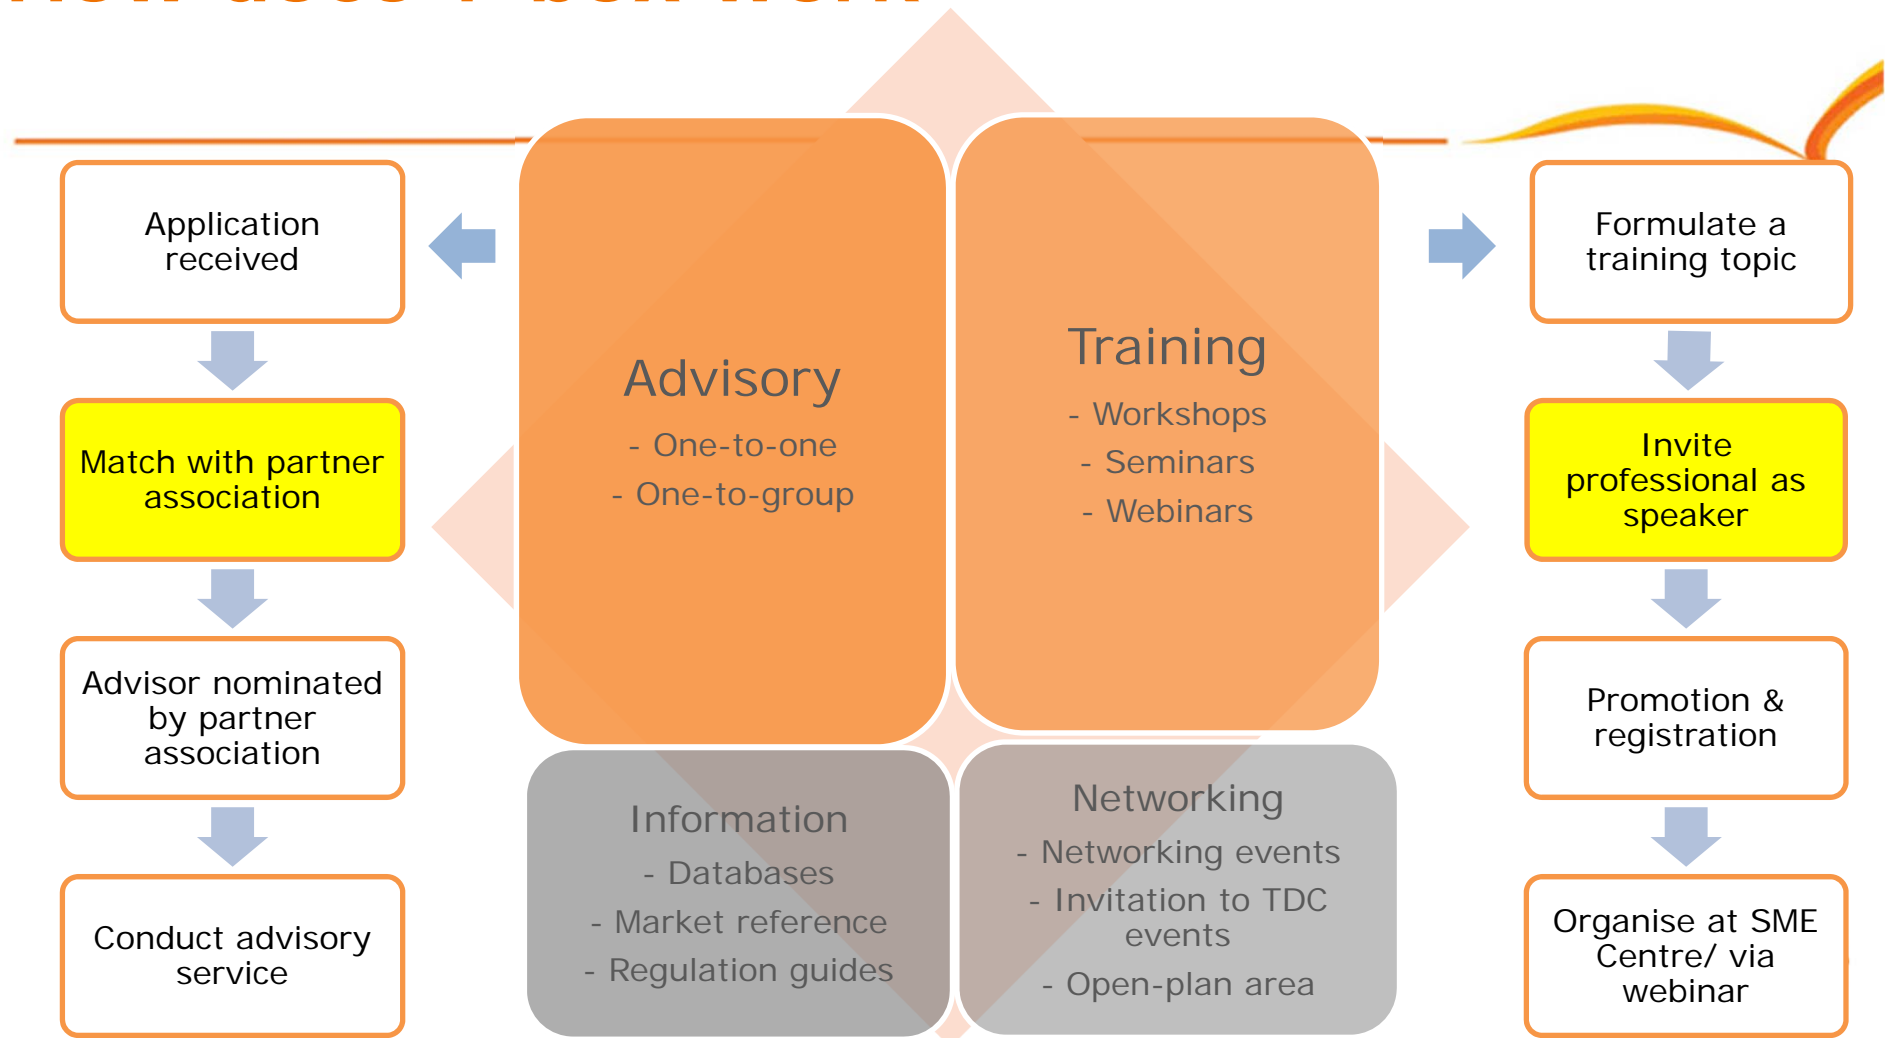 Application
received
Match with partner
association
Advisor nominated
by partner
association
Conduct advisory
service
Advisory
- One-to-one
- One-to-group
Training
- Workshops
- Seminars
- Webinars
Information
- Databases
- Market reference
- Regulation guides
Networking
- Networking events
- Invitation to TDC
events
- Open-plan area
Formulate a
training topic
Invite
professional as
speaker
Promotion &
registration
Organise at SME
Centre/ via
webinar